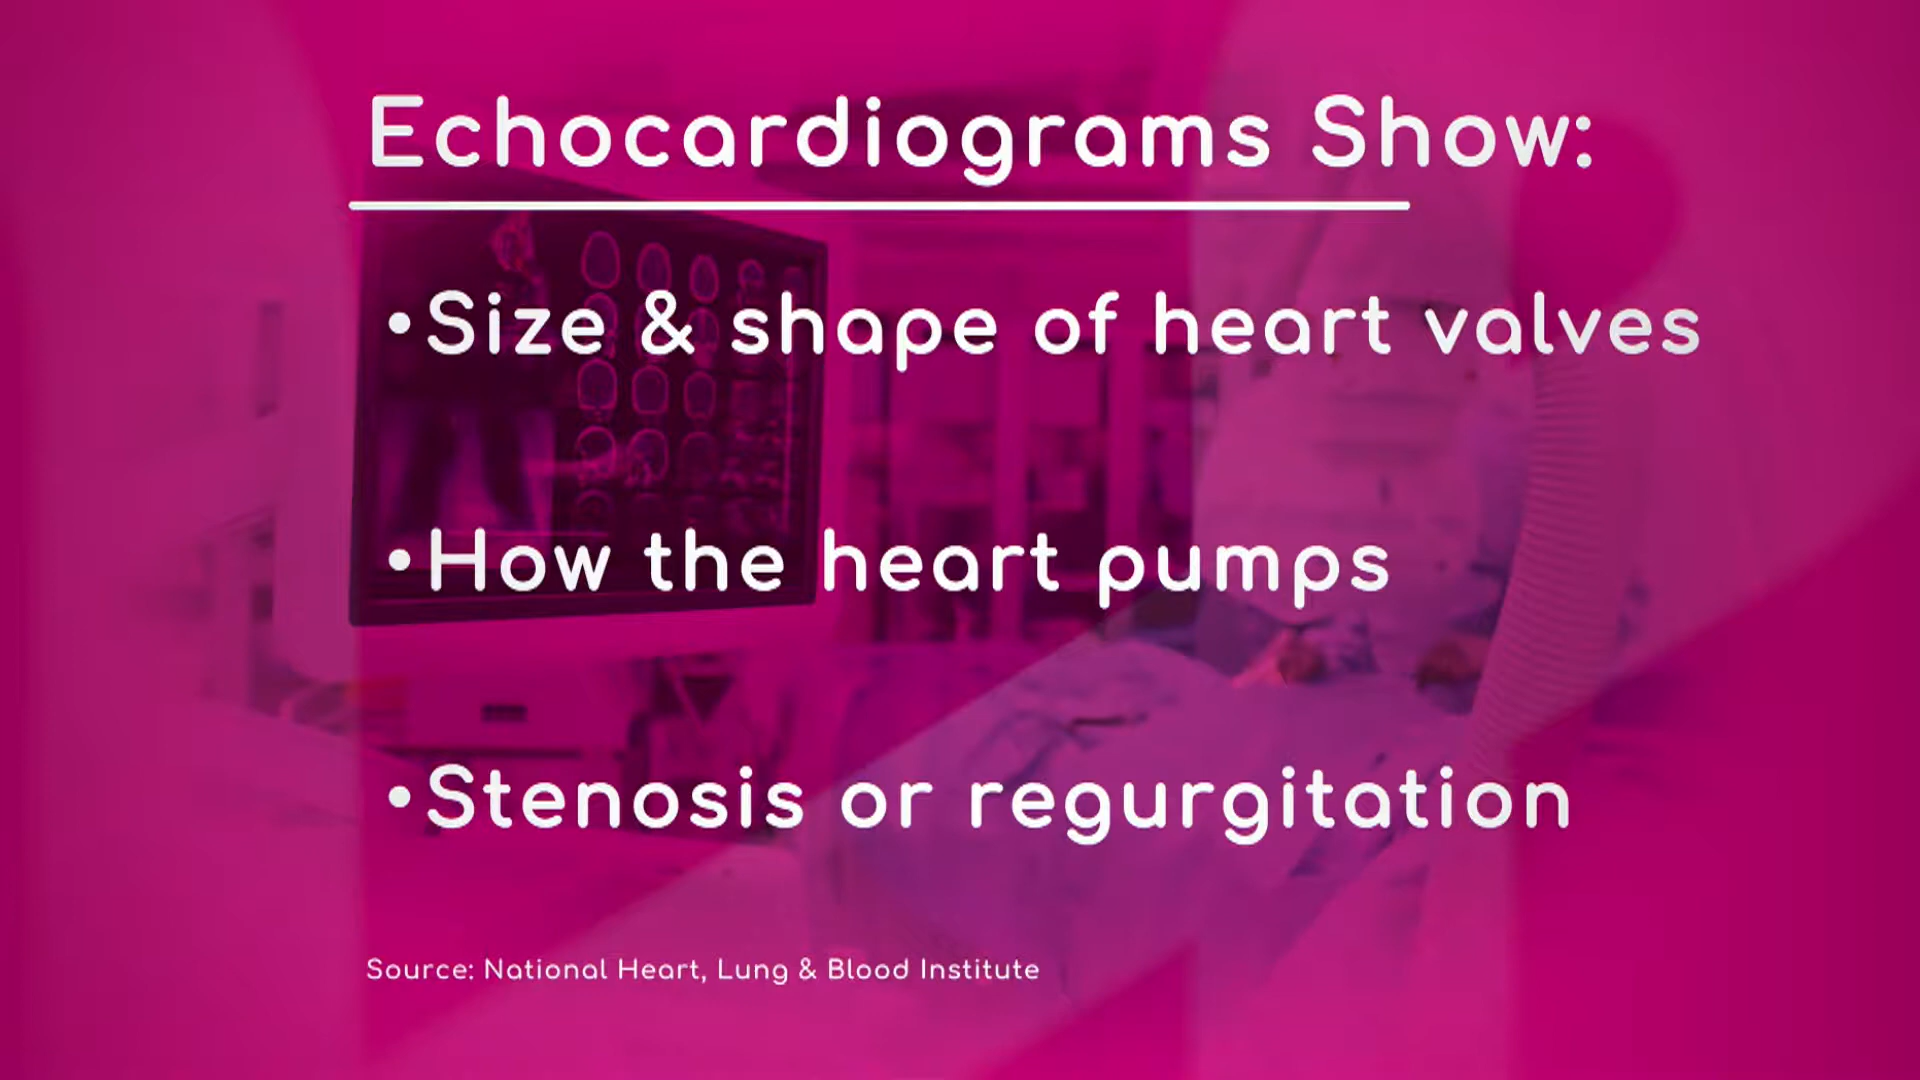 Echocardiograms Show:
•Size & shape of heart valves
•How the heart pumps
•Stenosis or regurgitation
Source: National Heart, Lung & Blood Institute